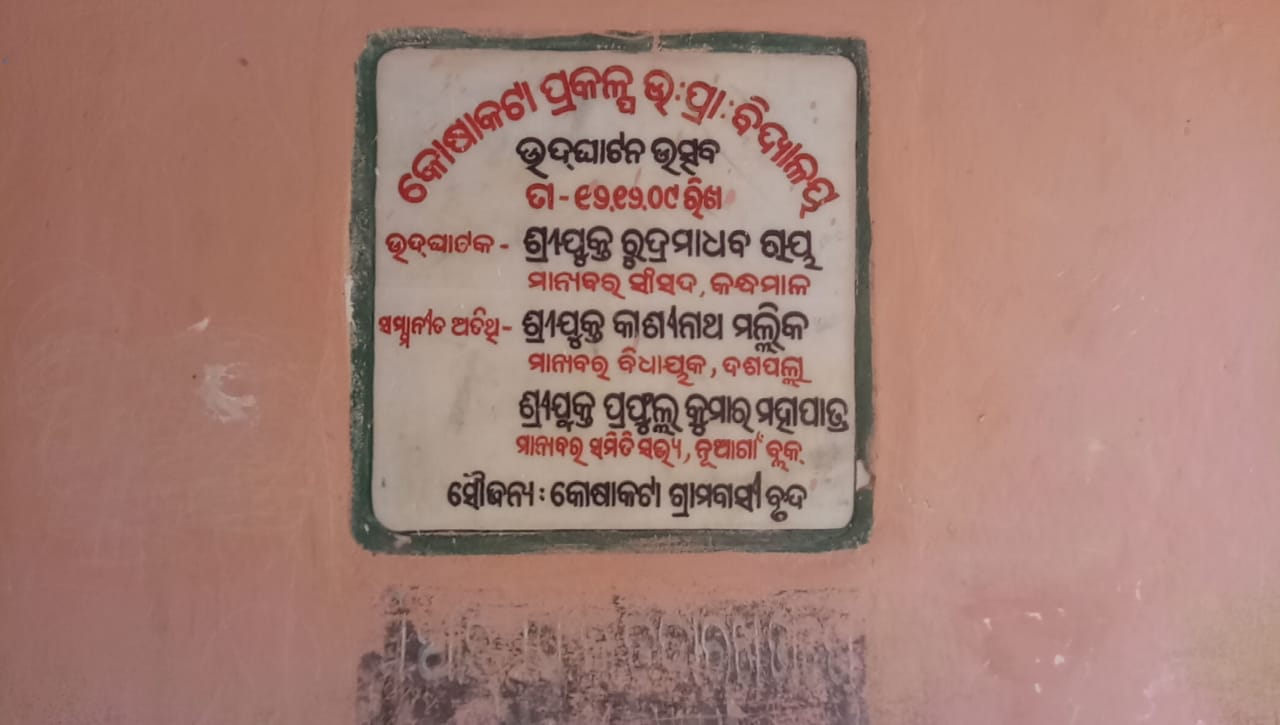 କୋଷାକଟା ପ୍ରକଳ୍ପ ଉ:ପ୍ରା:ବିଦ୍ୟାଳୟ
ଉଦ୍‌ଘାଟନ ଉତ୍ସବ
ତା - ୧୨.୧୨.୦୯ ରିଖ
ଉଦ୍‌ଘାଟକ - ଶ୍ରୀଯୁକ୍ତ ରୁଦ୍ରମାଧବ ରାୟ
ମାନ୍ୟବର ସାଂସଦ, କନ୍ଧମାଳ
ସମ୍ମାନୀତ ଅତିଥି - ଶ୍ରୀଯୁକ୍ତ କାଶୀନାଥ ମଲ୍ଲିକ
ମାନ୍ୟବର ବିଧାୟକ, ଦଶପଲ୍ଲା
ଶ୍ରୀଯୁକ୍ତ ପ୍ରଫୁଲ୍ଲ କୁମାର ମହାପାତ୍ର
ମାନ୍ୟବର ସମିତି ସଭ୍ୟ, ନୂଆଗାଁ ବ୍ଲକ୍
ସୌଜନ୍ୟ : କୋଷାକଟା ଗ୍ରାମବାସୀ ବୃନ୍ଦ